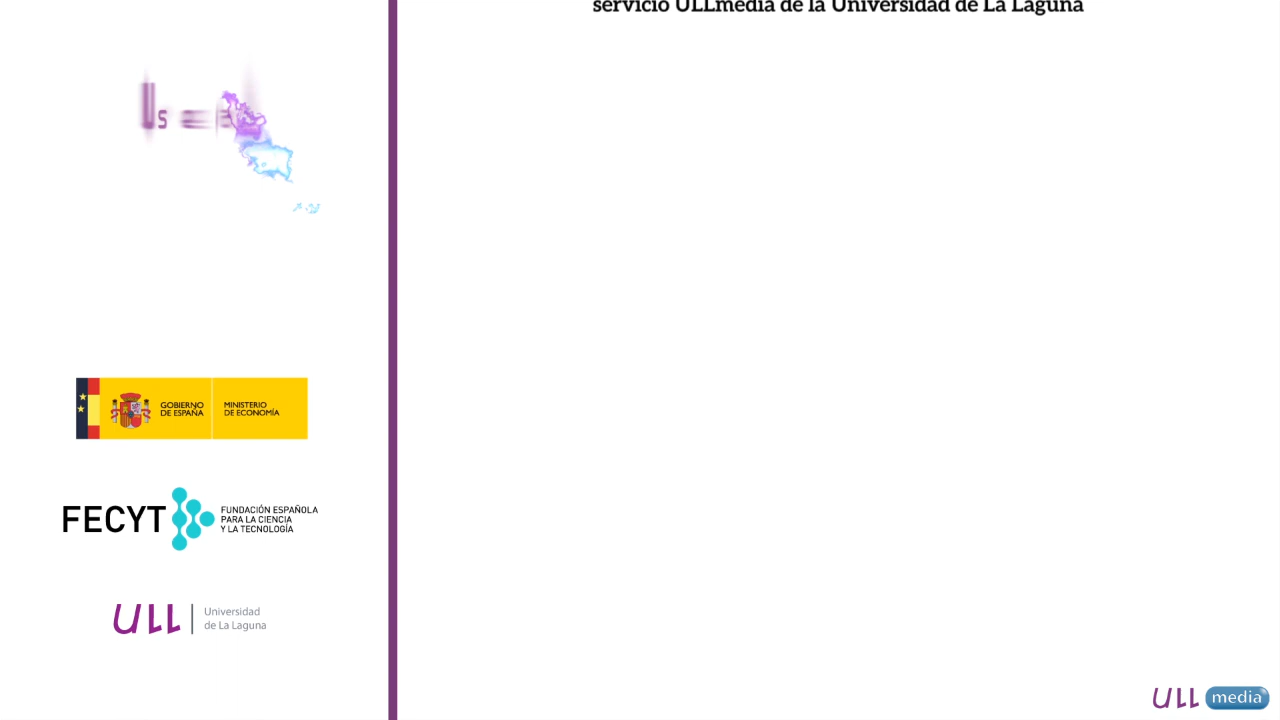 servicio ULLmedia de la Universidad de La Laguna
GOBIERNO
DE ESPAÑA
MINISTERIO
DE ECONOMÍA
FECYT
FUNDACIÓN ESPAÑOLA
PARA LA CIENCIA
Y LA TECNOLOGÍA
ULL
Universidad
de La Laguna
ULL media